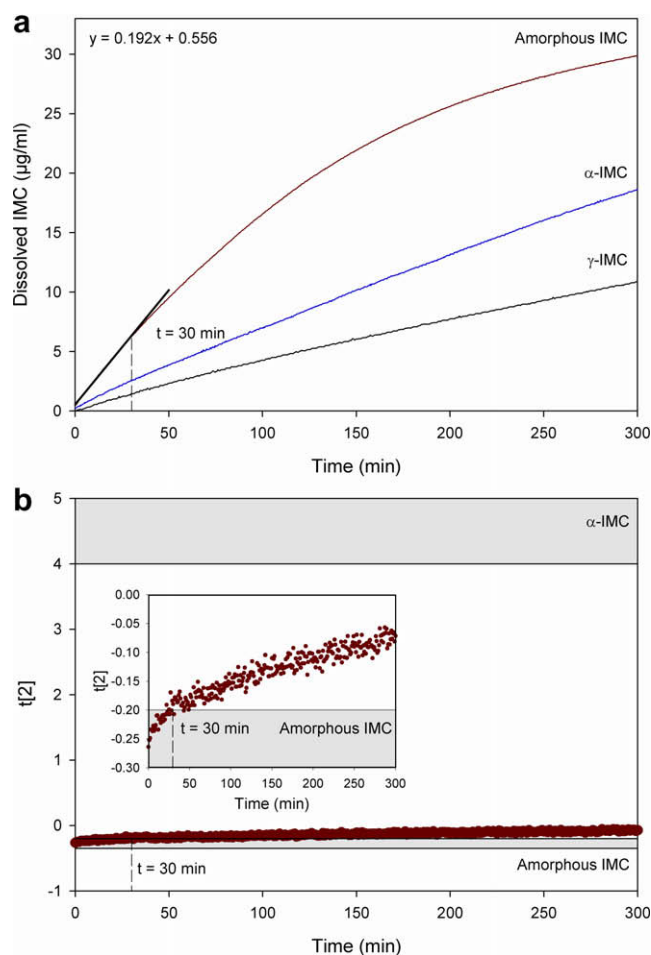 a
y = 0.192x + 0.556
Amorphous IMC
α-IMC
γ-IMC
t = 30 min
Dissolved IMC (µg/ml)
30
25
20
15
10
5
0
0 50 100 150 200 250 300
Time (min)
b
α-IMC
t[2]
5
4
3
2
1
0
-1
t[2]
0.00
-0.05
-0.10
-0.15
-0.20
-0.25
-0.30
t = 30 min
Amorphous IMC
0 50 100 150 200 250 300
Time (min)
t = 30 min
Amorphous IMC
0 50 100 150 200 250 300
Time (min)